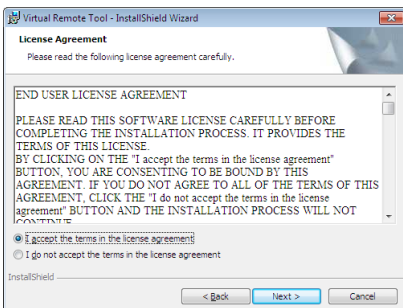 Virtual Remote Tool - InstallShield Wizard
License Agreement
Please read the following license agreement carefully.
END USER LICENSE AGREEMENT
PLEASE READ THIS SOFTWARE LICENSE CAREFULLY BEFORE
COMPLETING THE INSTALLATION PROCESS. IT PROVIDES THE
TERMS OF THIS LICENSE.
BY CLICKING ON THE "I accept the terms in the license agreement"
BUTTON, YOU ARE CONSENTING TO BE BOUND BY THIS
AGREEMENT. IF YOU DO NOT AGREE TO ALL OF THE TERMS OF THIS
AGREEMENT, CLICK THE "I do not accept the terms in the license
agreement" BUTTON AND THE INSTALLATION PROCESS WILL NOT
CONTINUE
I accept the terms in the license agreement
I do not accept the terms in the license agreement
InstallShield
< Back Next > Cancel